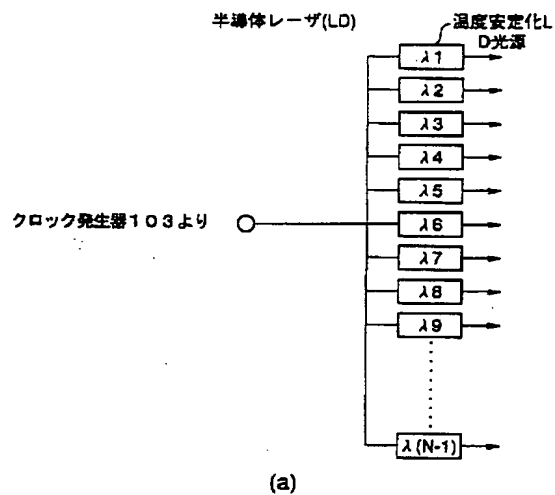 半導体レーザ(LD)
温度安定化L
D光源
λ1
λ2
λ3
λ4
λ5
クロック発生器103より
λ6
λ7
λ8
λ9
λ(N-1)
(a)